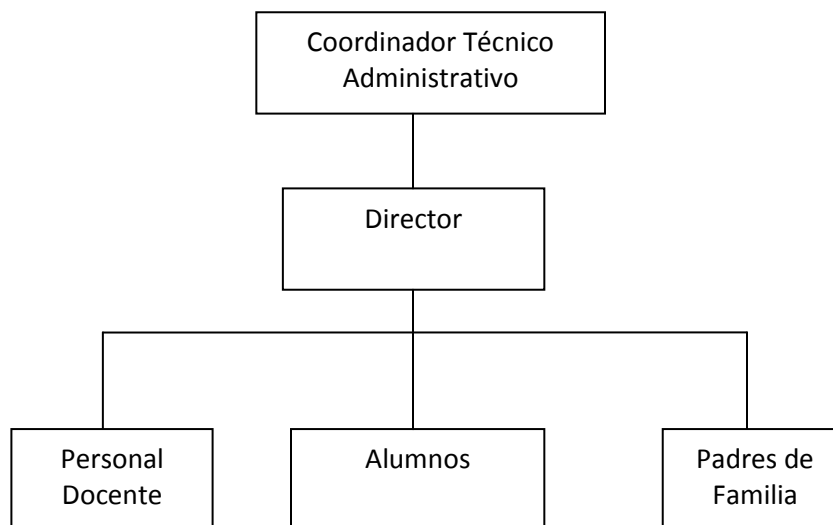 Coordinador Técnico
Administrativo
Director
Personal
Docente
Alumnos
Padres de
Familia